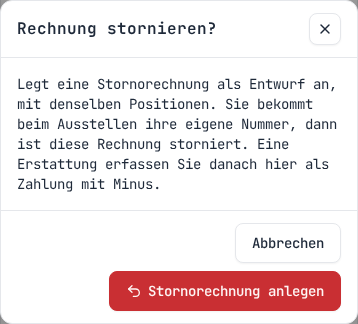 Rechnung stornieren?
Legt eine Stornorechnung als Entwurf an,
mit denselben Positionen. Sie bekommt
beim Ausstellen ihre eigene Nummer, dann
ist diese Rechnung storniert. Eine
Erstattung erfassen Sie danach hier als
Zahlung mit Minus.
Abbrechen
Stornorechnung anlegen